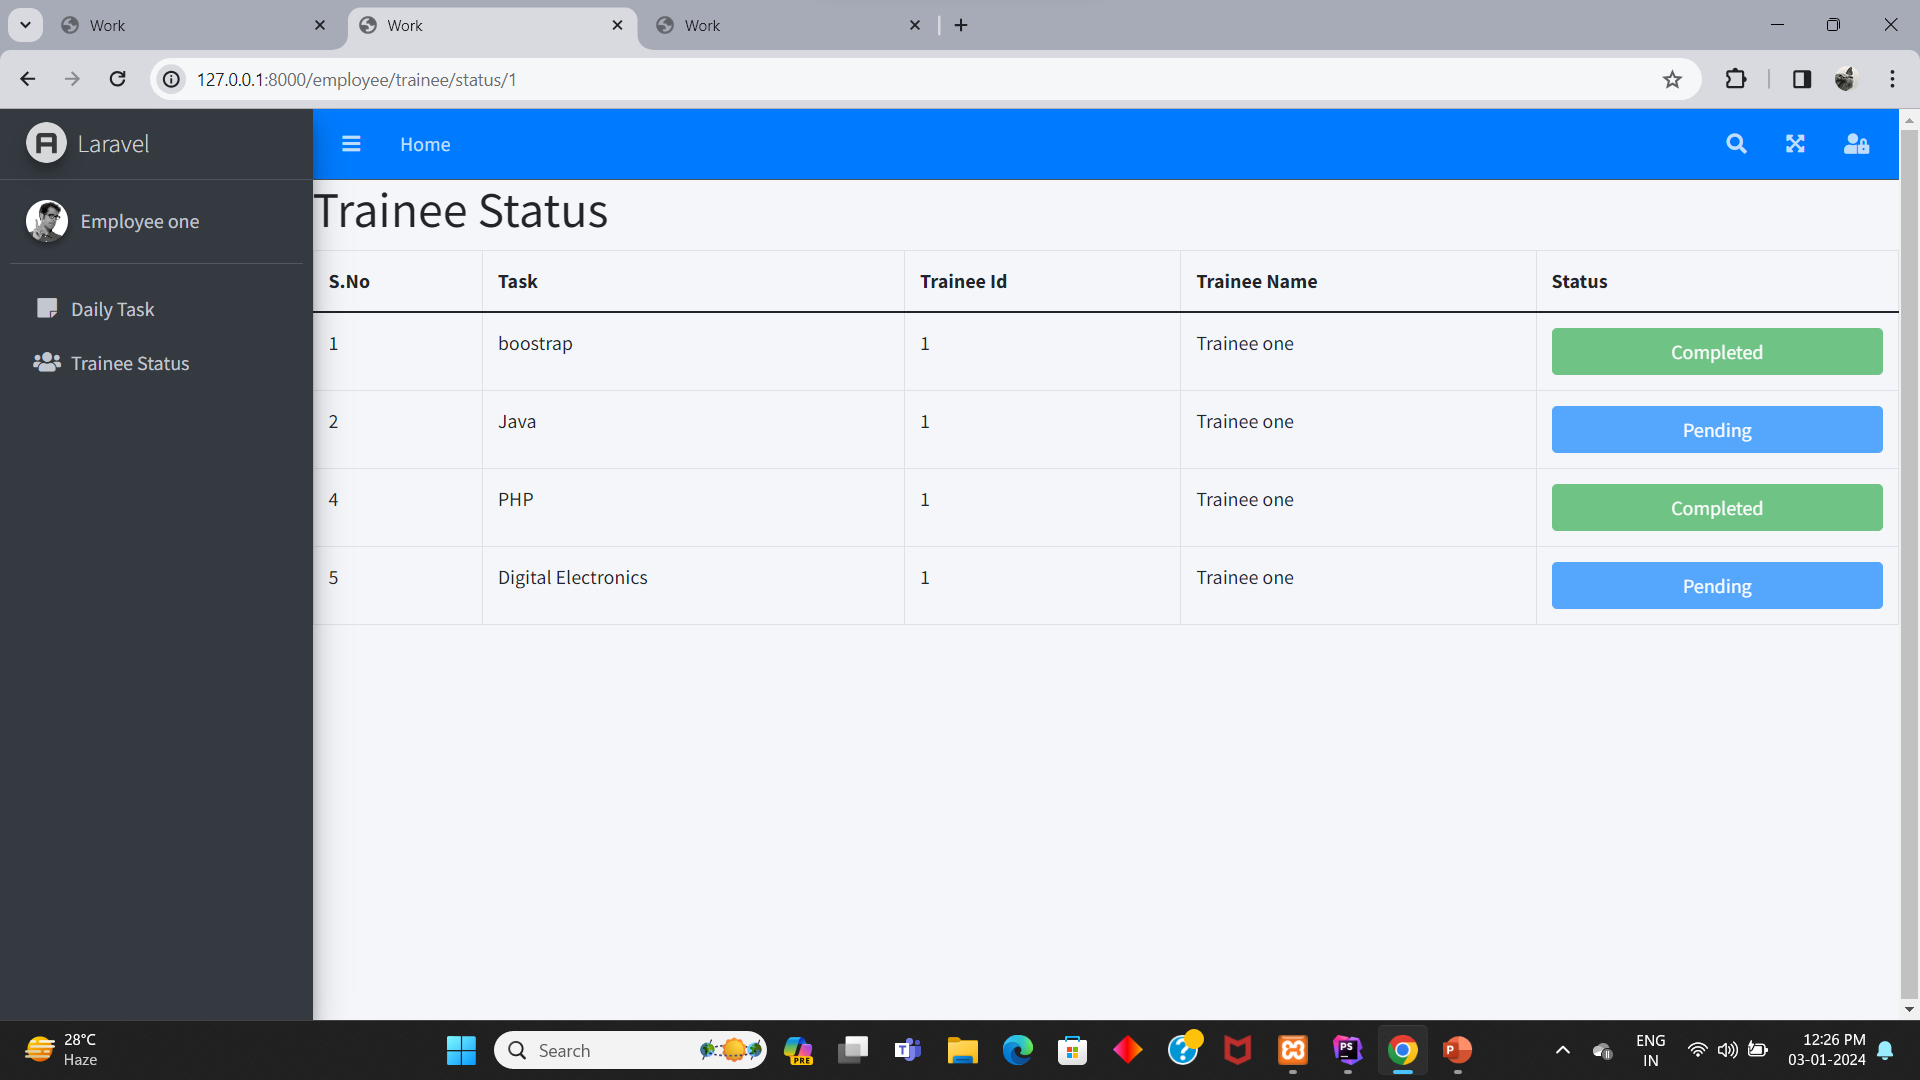 Work
Work
Work
127.0.0.1:8000/employee/trainee/status/1
Laravel
Home
Employee one
Daily Task
Trainee Status
Trainee Status
S.No Task Trainee Id Trainee Name Status
1 boostrap 1 Trainee one Completed
2 Java 1 Trainee one Pending
4 PHP 1 Trainee one Completed
5 Digital Electronics 1 Trainee one Pending
28°C
Haze
Search
PRE
PS
P
ENG
IN
12:26 PM
03-01-2024